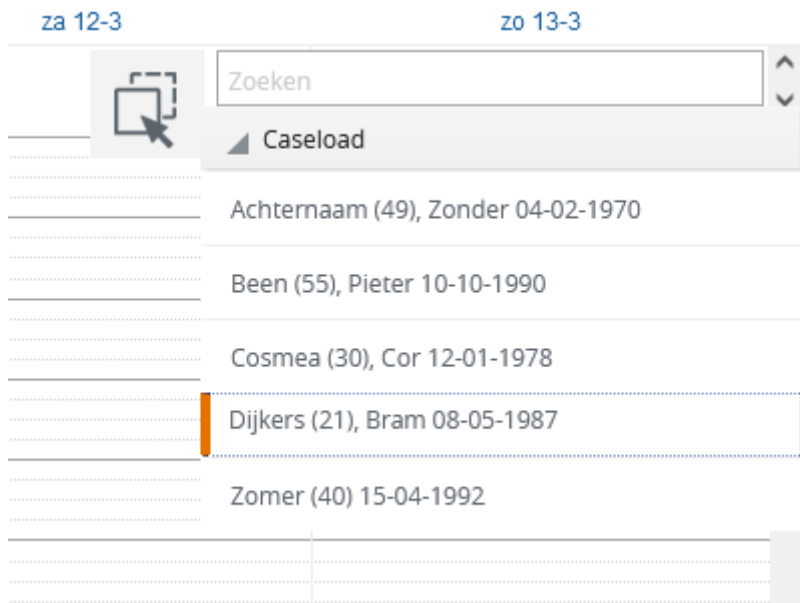 za 12-3 zo 13-3
Zoeken
Caseload
Achternaam (49), Zonder 04-02-1970
Been (55), Pieter 10-10-1990
Cosmea (30), Cor 12-01-1978
Dijkers (21), Bram 08-05-1987
Zomer (40) 15-04-1992